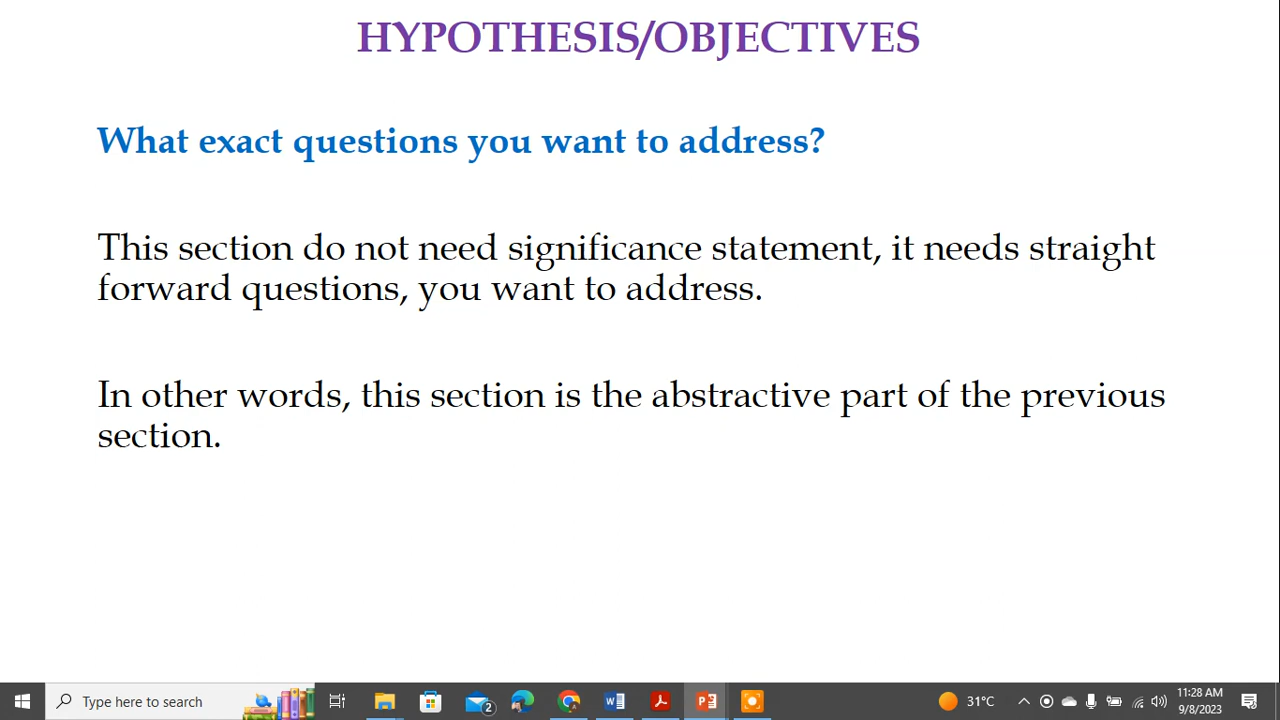 HYPOTHESIS/OBJECTIVES
What exact questions you want to address?
This section do not need significance statement, it needs straight
forward questions, you want to address.
In other words, this section is the abstractive part of the previous
section.
Type here to search
2
31°C
11:28 AM
9/8/2023